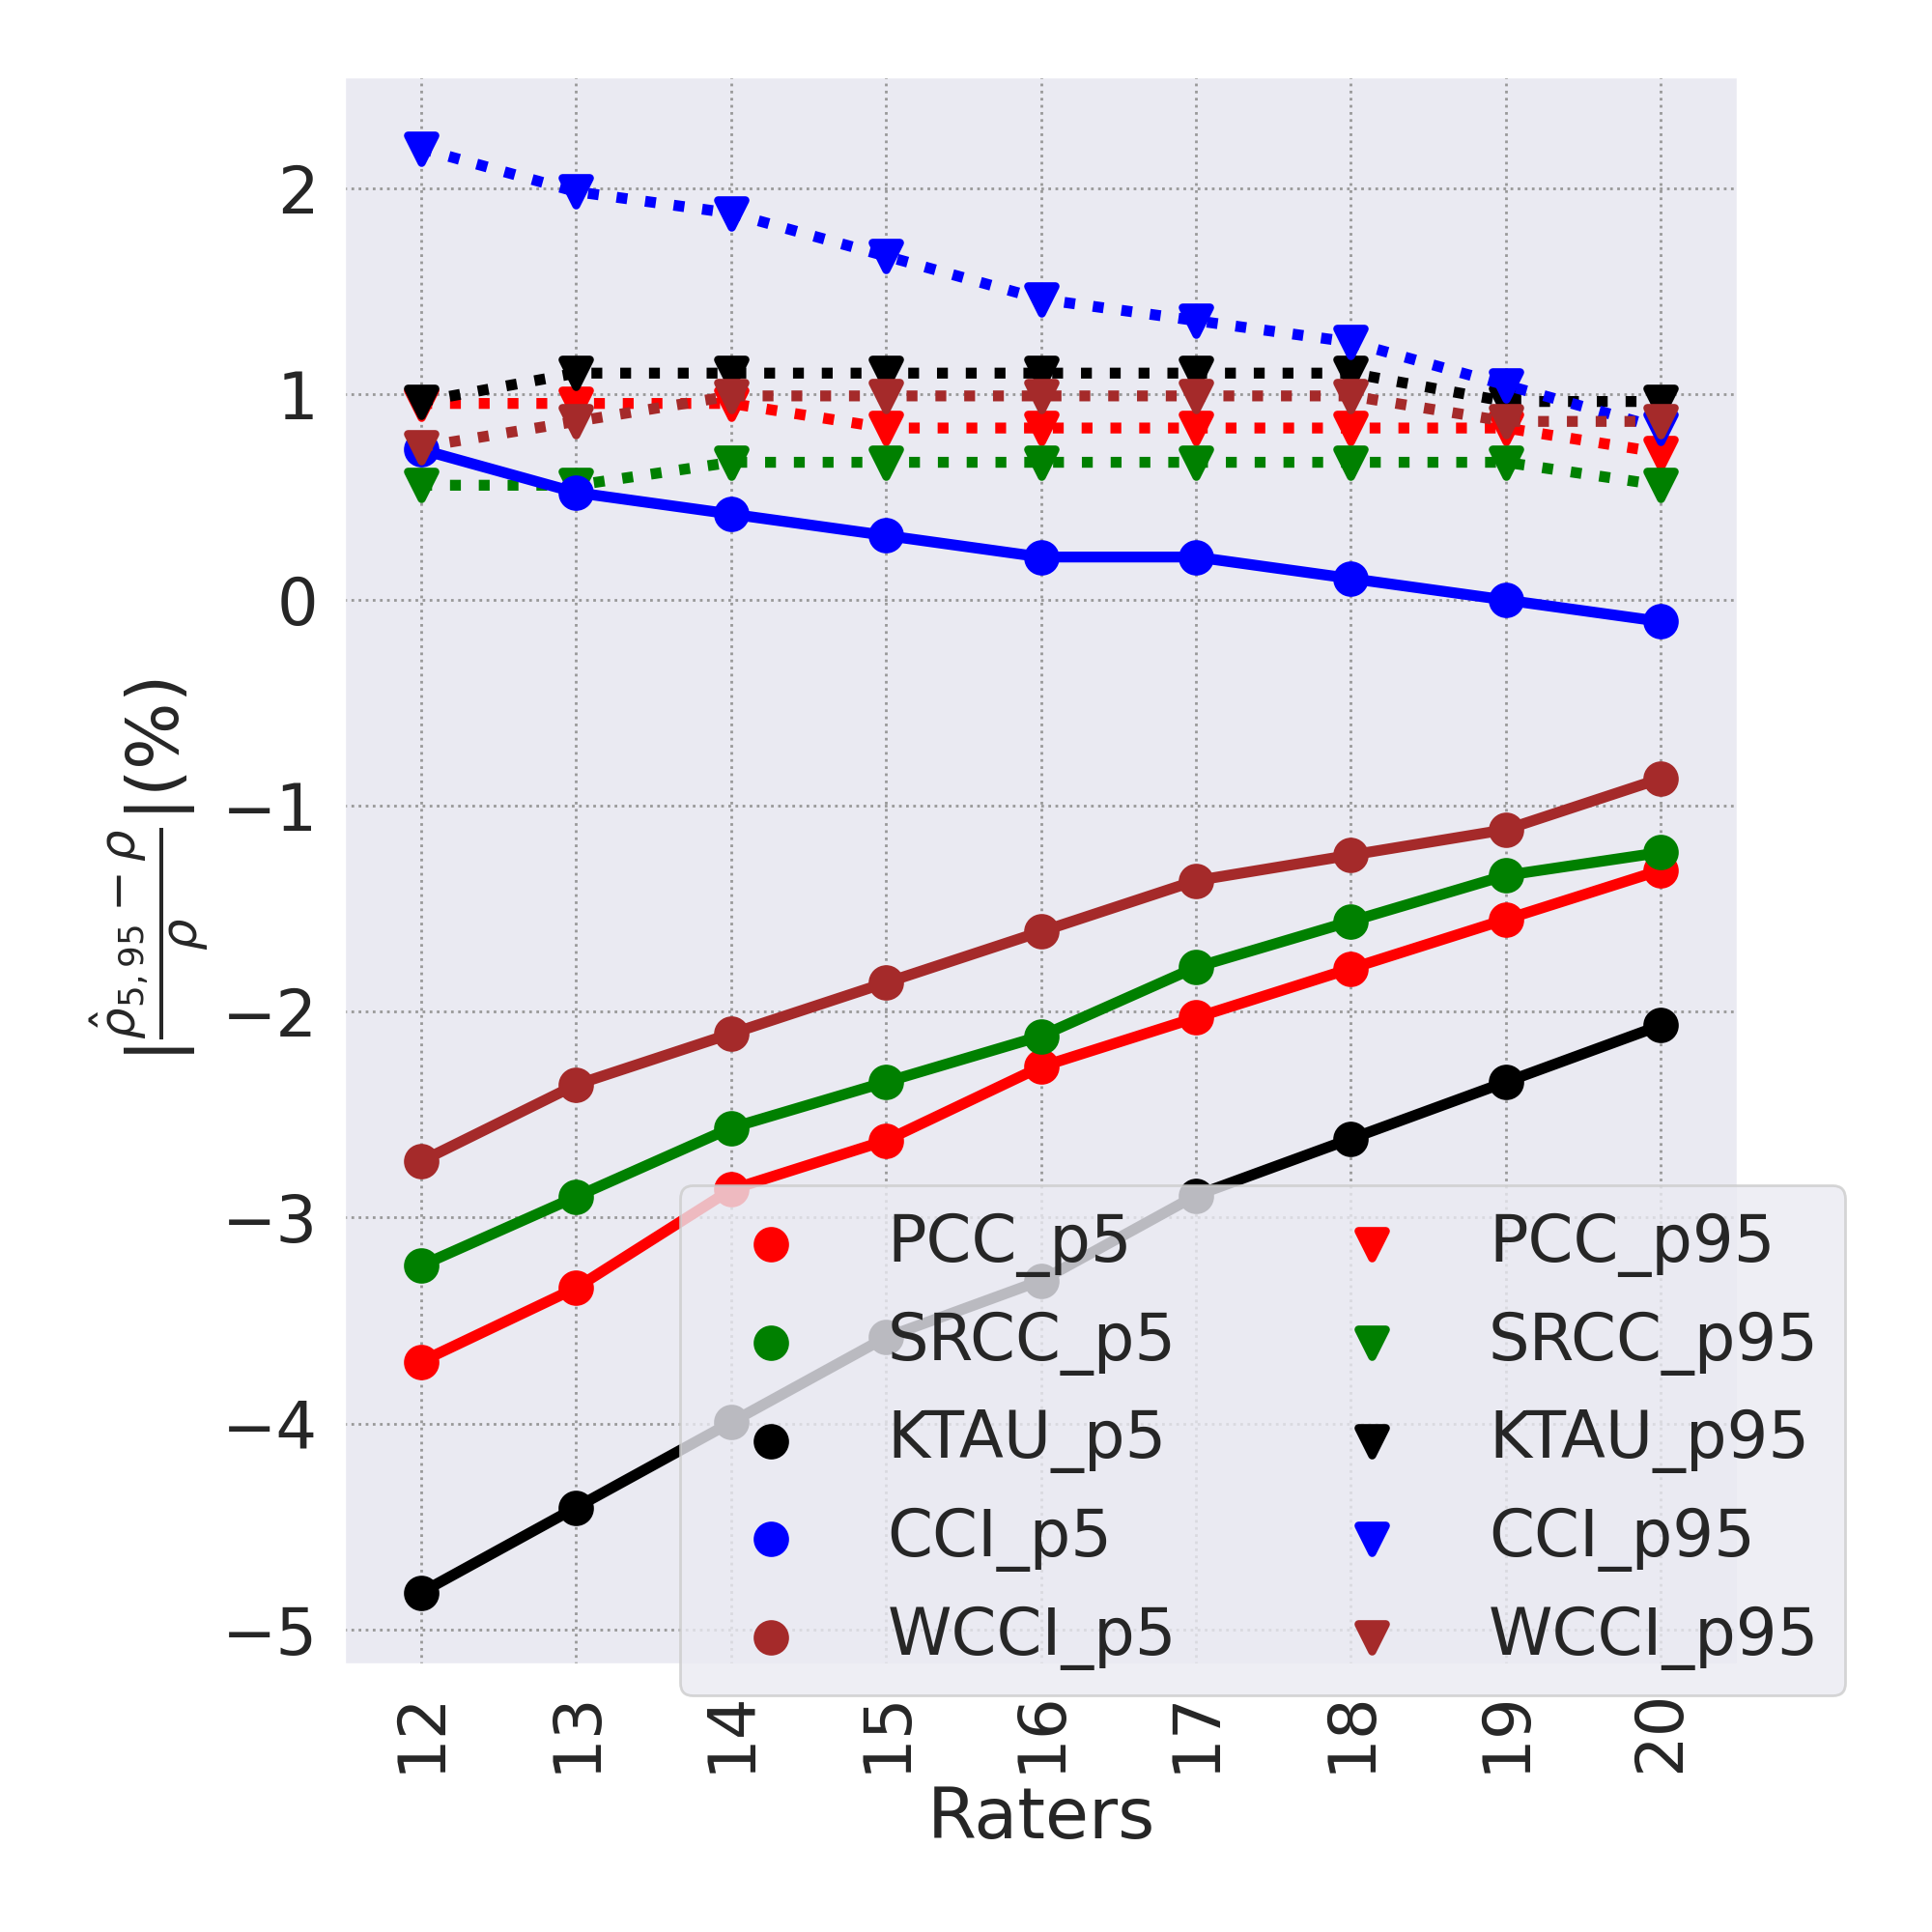 2
1
0
−1
−2
−3
−4
−5
|ρ̂₅,₉₅ − ρ / ρ|(%)
PCC_p5 PCC_p95
SRCC_p5 SRCC_p95
KTAU_p5 KTAU_p95
CCI_p5 CCI_p95
WCCI_p5 WCCI_p95
12 13 14 15 16 17 18 19 20
Raters